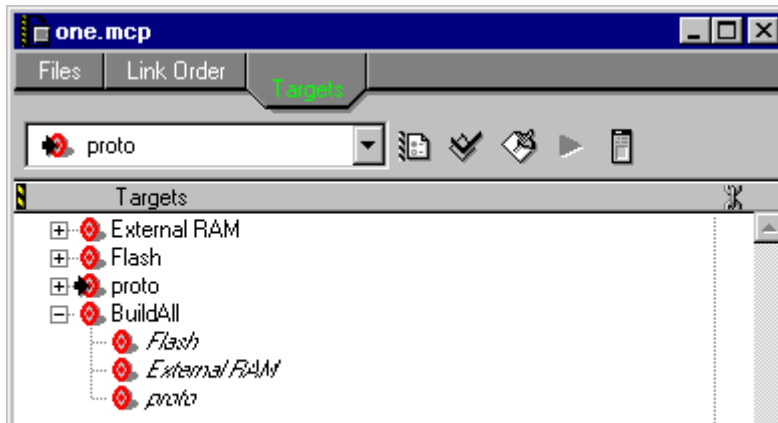 one.mcp
Files Link Order Targets
proto
Targets
External RAM
Flash
proto
BuildAll
Flash
External RAM
proto